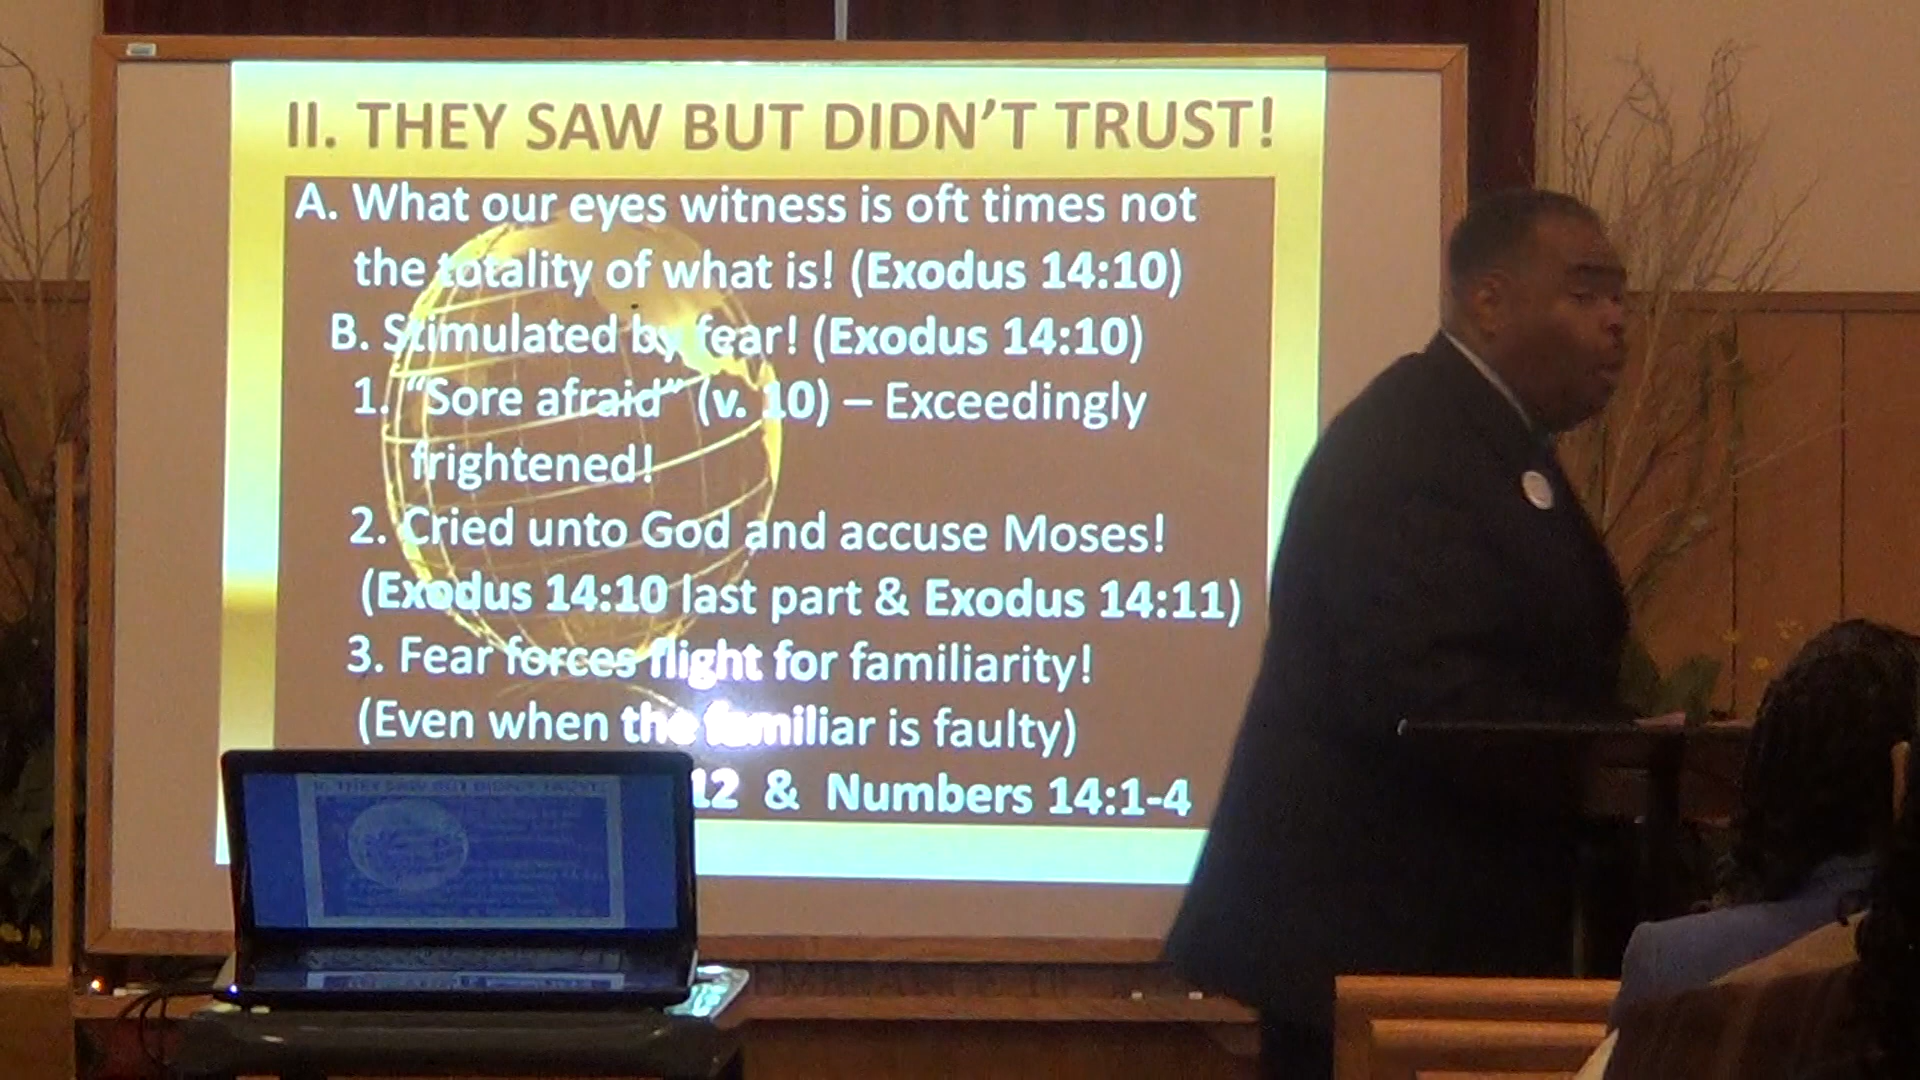 II. THEY SAW BUT DIDN'T TRUST!
A. What our eyes witness is oft times not
the totality of what is! (Exodus 14:10)
B. Stimulated by fear! (Exodus 14:10)
1. "Sore afraid" (v. 10) – Exceedingly
frightened!
2. Cried unto God and accuse Moses!
(Exodus 14:10 last part & Exodus 14:11)
3. Fear forces flight for familiarity!
(Even when the familiar is faulty)
12 & Numbers 14:1-4